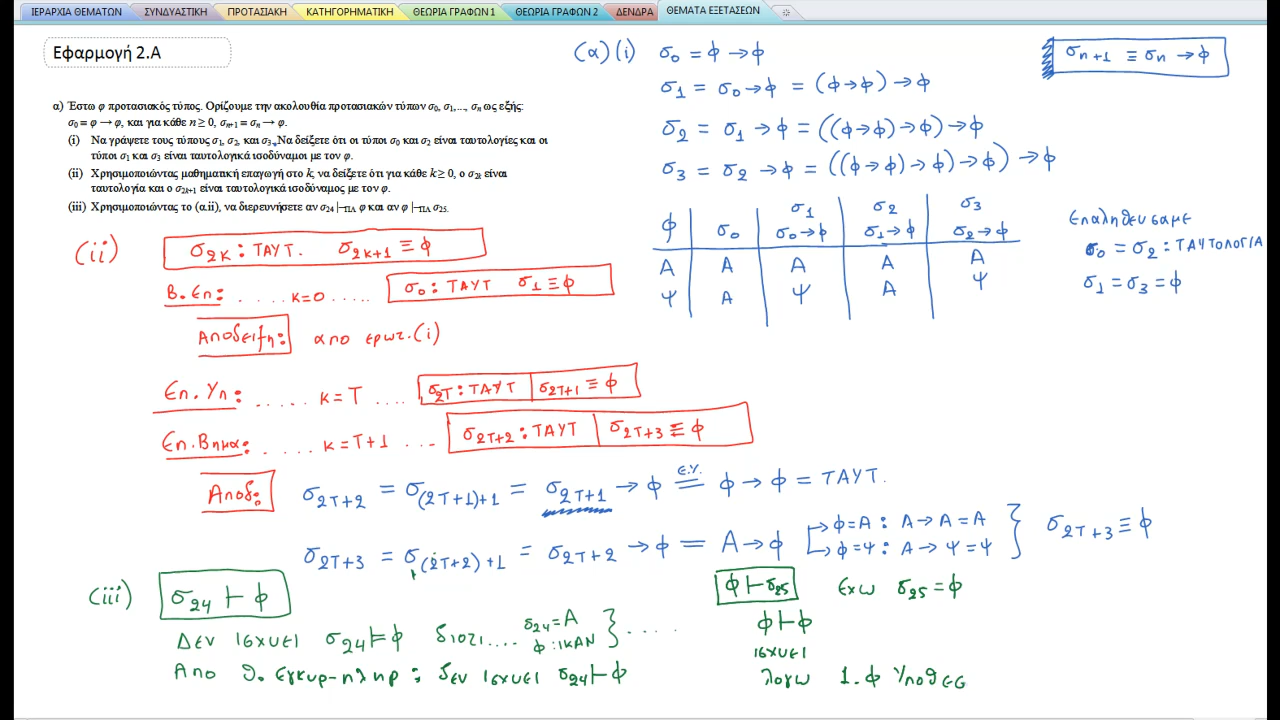 ΙΕΡΑΡΧΙΑ ΘΕΜΑΤΩΝ ΣΥΝΔΥΑΣΤΙΚΗ ΠΡΟΤΑΣΙΑΚΗ ΚΑΤΗΓΟΡΗΜΑΤΙΚΗ ΘΕΩΡΙΑ ΓΡΑΦΩΝ 1 ΘΕΩΡΙΑ ΓΡΑΦΩΝ 2 ΔΕΝΔΡΑ ΘΕΜΑΤΑ ΕΞΕΤΑΣΕΩΝ
Εφαρμογή 2.Α
α) Έστω φ προτασιακός τύπος. Ορίζουμε την ακολουθία προτασιακών τύπων σ₀, σ₁,..., σₙ ως εξής:
σ₀ = φ → φ, και για κάθε n ≥ 0, σₙ₊₁ = σₙ → φ.
(i) Να γράψετε τους τύπους σ₁, σ₂, και σ₃. Να δείξετε ότι οι τύποι σ₀ και σ₂ είναι ταυτολογίες και οι
τύποι σ₁ και σ₃ είναι ταυτολογικά ισοδύναμοι με τον φ.
(ii) Χρησιμοποιώντας μαθηματική επαγωγή στο k, να δείξετε ότι για κάθε k ≥ 0, ο σ₂ₖ είναι
ταυτολογία και ο σ₂ₖ₊₁ είναι ταυτολογικά ισοδύναμος με τον φ.
(iii) Χρησιμοποιώντας το (α.ii), να διερευνήσετε αν σ₂₄ |–ΠΛ φ και αν φ |–ΠΛ σ₂₅.
(α) (i) σ₀ = φ → φ
σₙ₊₁ ≡ σₙ → φ
σ₁ = σ₀ → φ = (φ→φ) → φ
σ₂ = σ₁ → φ = ((φ→φ)→φ)→φ
σ₃ = σ₂ → φ = ((φ→φ)→φ)→φ) → φ
φ σ₀ σ₁ σ₂ σ₃
σ₀→φ σ₁→φ σ₂→φ
Α Α Α Α Α
Ψ Α Ψ Α Ψ
επαληθευσαμε
σ₀ = σ₂ : ΤΑΥΤΟΛΟΓΙΑ
σ₁ = σ₃ = φ
(ii) σ2κ : ΤΑΥΤ. σ2κ+1 ≡ φ
Β.Επ: ..... κ=0 ..... σ₀ : ΤΑΥΤ σ₁ ≡ φ
Αποδειξη: απο ερωτ.(i)
Επ.Υπ: ..... κ=Τ .... σ2Τ : ΤΑΥΤ σ2Τ+1 ≡ φ
Επ.Βημα: ..... κ=Τ+1 ... σ2Τ+2 : ΤΑΥΤ σ2Τ+3 ≡ φ
Αποδ: σ2Τ+2 = σ(2Τ+1)+1 = σ2Τ+1 → φ =ε.υ. φ → φ = ΤΑΥΤ.
σ2Τ+3 = σ(2Τ+2)+1 = σ2Τ+2 → φ = Α → φ
φ=Α : Α → Α = Α
φ=Ψ : Α → Ψ = Ψ
σ2Τ+3 ≡ φ
(iii) σ₂₄ ⊢ φ
Δεν ισχυει σ₂₄ ⊨ φ διοτι.... σ₂₄=Α φ : ικαν } .....
Απο θ. εγκυρ-πληρ : δεν ισχυει σ₂₄ ⊢ φ
φ ⊢ σ₂₅ εχω σ₂₅ = φ
φ ⊢ φ
ισχυει
λογω 1. φ Υποθεσ